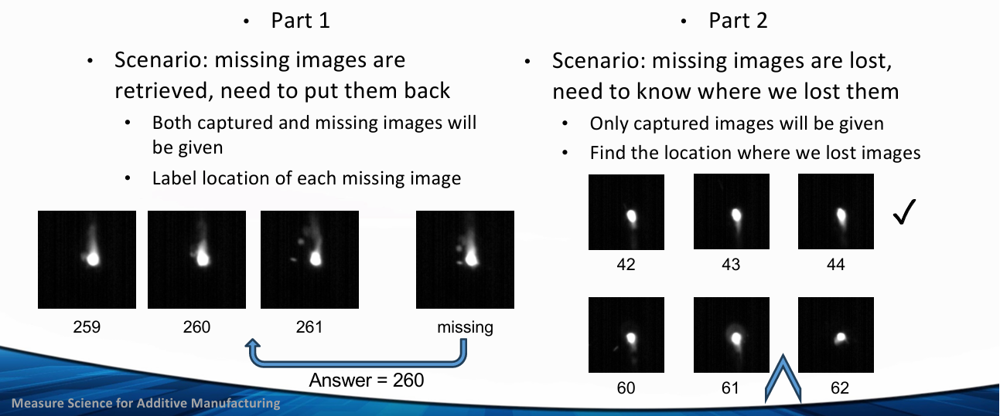 • Part 1
• Scenario: missing images are
retrieved, need to put them back
• Both captured and missing images will
be given
• Label location of each missing image
259
260
261
missing
Answer = 260
• Part 2
• Scenario: missing images are lost,
need to know where we lost them
• Only captured images will be given
• Find the location where we lost images
42
43
44
60
61
62
Measure Science for Additive Manufacturing